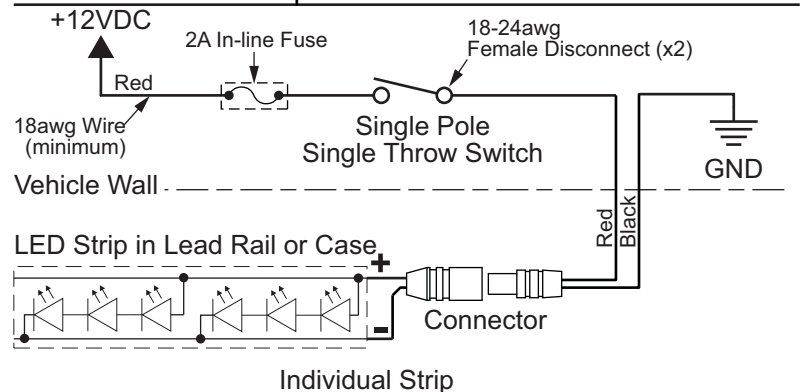 +12VDC
2A In-line Fuse
18-24awg
Female Disconnect (x2)
Red
18awg Wire
(minimum)
Single Pole
Single Throw Switch
GND
Vehicle Wall
Red
Black
LED Strip in Lead Rail or Case
+
-
Connector
Individual Strip